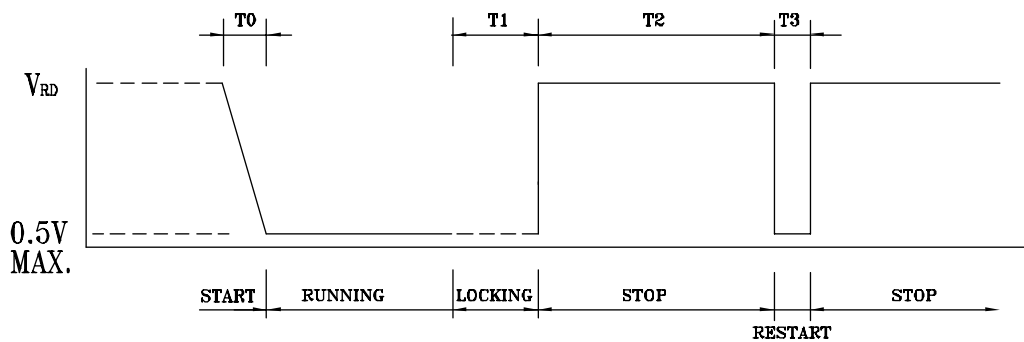 T0
T1
T2
T3
VRD
0.5V
MAX.
START
RUNNING
LOCKING
STOP
STOP
RESTART